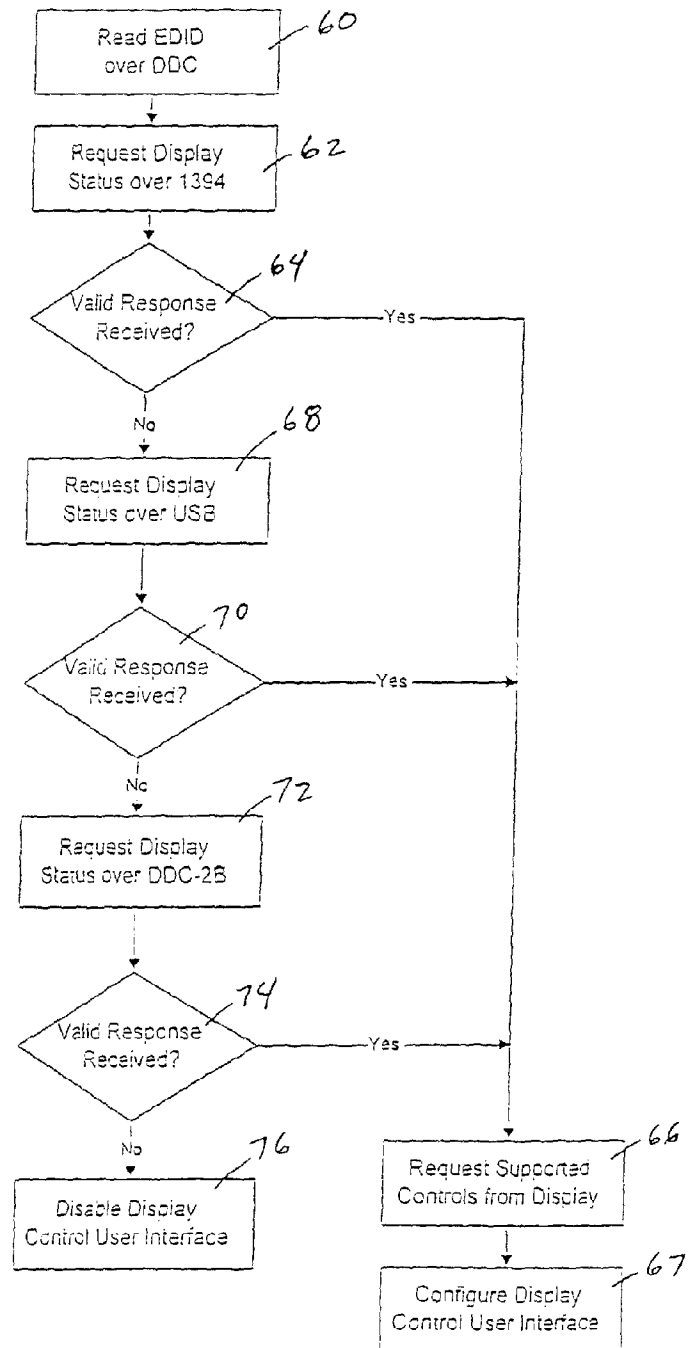 60
Read EDID
over DDC
62
Request Display
Status over 1394
64
Valid Response
Received?
Yes
No
68
Request Display
Status over USB
70
Valid Response
Received?
Yes
No
72
Request Display
Status over DDC-2B
74
Valid Response
Received?
Yes
No
76
Disable Display
Control User Interface
66
Request Supported
Controls from Display
67
Configure Display
Control User Interface